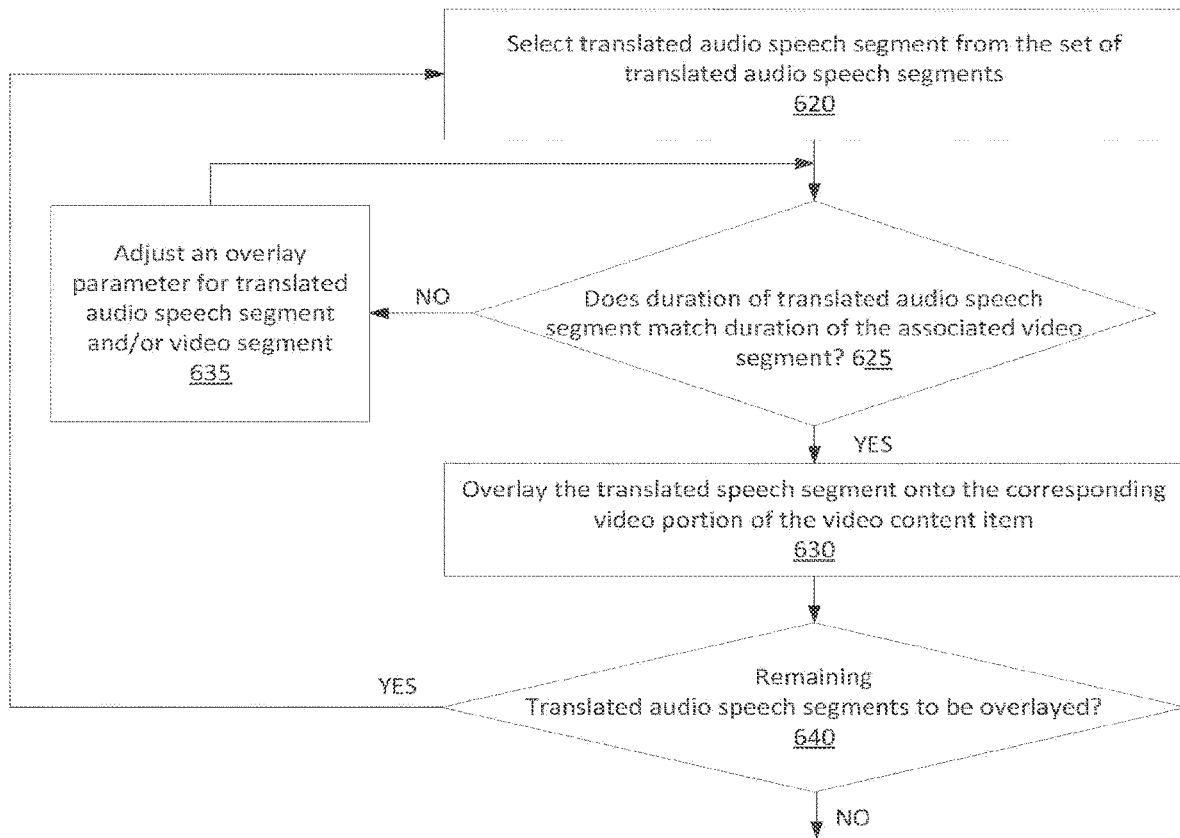 Select translated audio speech segment from the set of
translated audio speech segments
620
Adjust an overlay
parameter for translated
audio speech segment
and/or video segment
635
NO
Does duration of translated audio speech
segment match duration of the associated video
segment? 625
YES
Overlay the translated speech segment onto the corresponding
video portion of the video content item
630
YES
Remaining
Translated audio speech segments to be overlayed?
640
NO